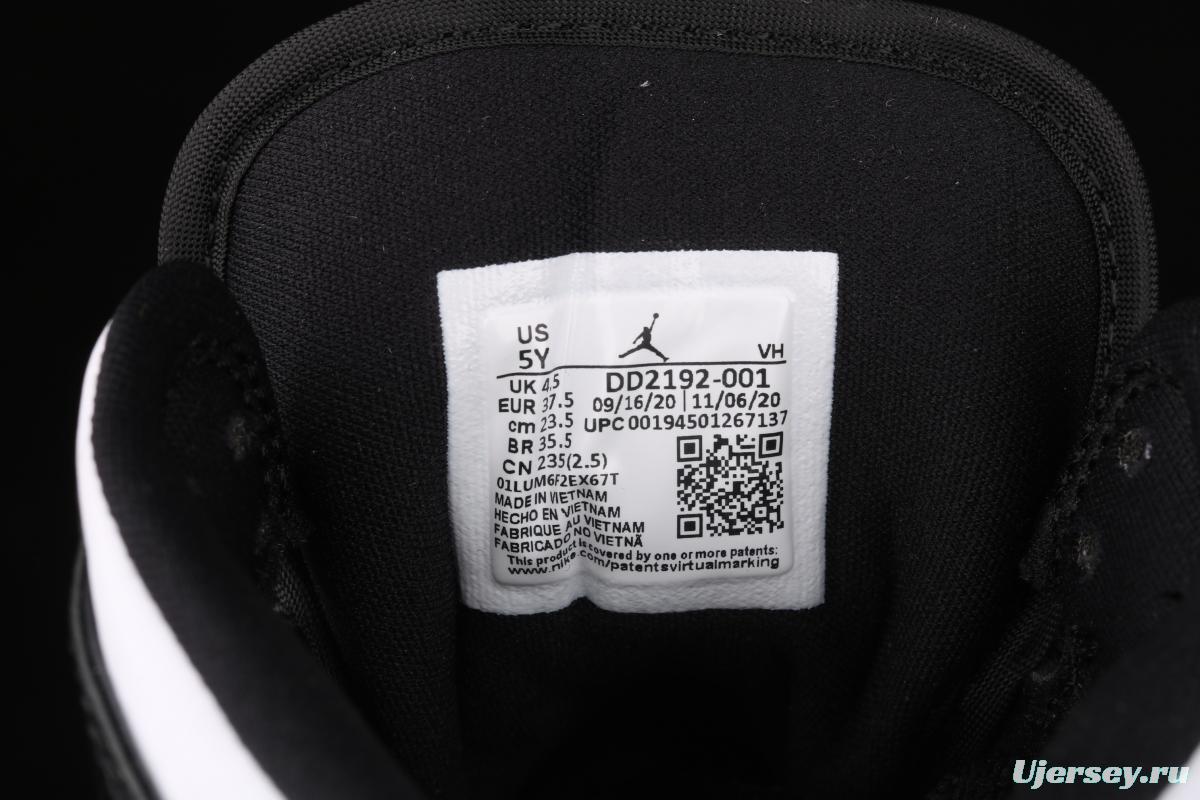 US
5Y
VH
UK 4.5
EUR 37.5
cm 23.5
BR 35.5
CN 235(2.5)
DD2192-001
09/16/20 | 11/06/20
UPC 00194501267137
01LUM6F2EX67T
MADE IN VIETNAM
HECHO EN VIETNAM
FABRIQUE AU VIETNAM
FABRICADO NO VIETNÃ
This product is covered by one or more patents:
www.nike.com/patentsvirtualmarking
Ujersey.ru